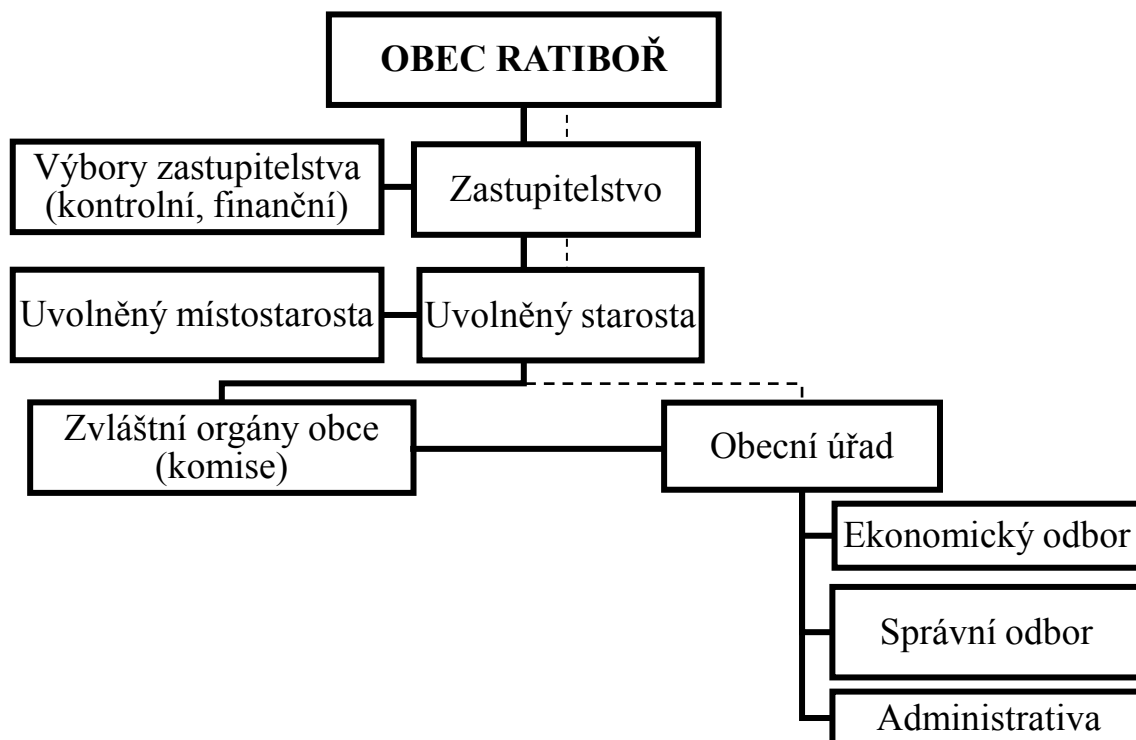 OBEC RATIBOŘ
Výbory zastupitelstva
(kontrolní, finanční)
Zastupitelstvo
Uvolněný místostarosta
Uvolněný starosta
Zvláštní orgány obce
(komise)
Obecní úřad
Ekonomický odbor
Správní odbor
Administrativa